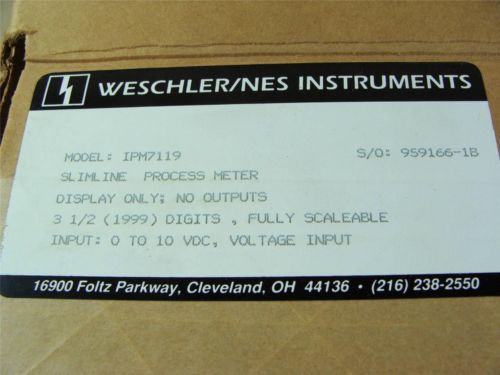 WESCHLER/NES INSTRUMENTS
MODEL: IPM7119 S/O: 959166-1B
SLIMLINE PROCESS METER
DISPLAY ONLY; NO OUTPUTS
3 1/2 (1999) DIGITS , FULLY SCALEABLE
INPUT: 0 TO 10 VDC, VOLTAGE INPUT
16900 Foltz Parkway, Cleveland, OH 44136 • (216) 238-2550